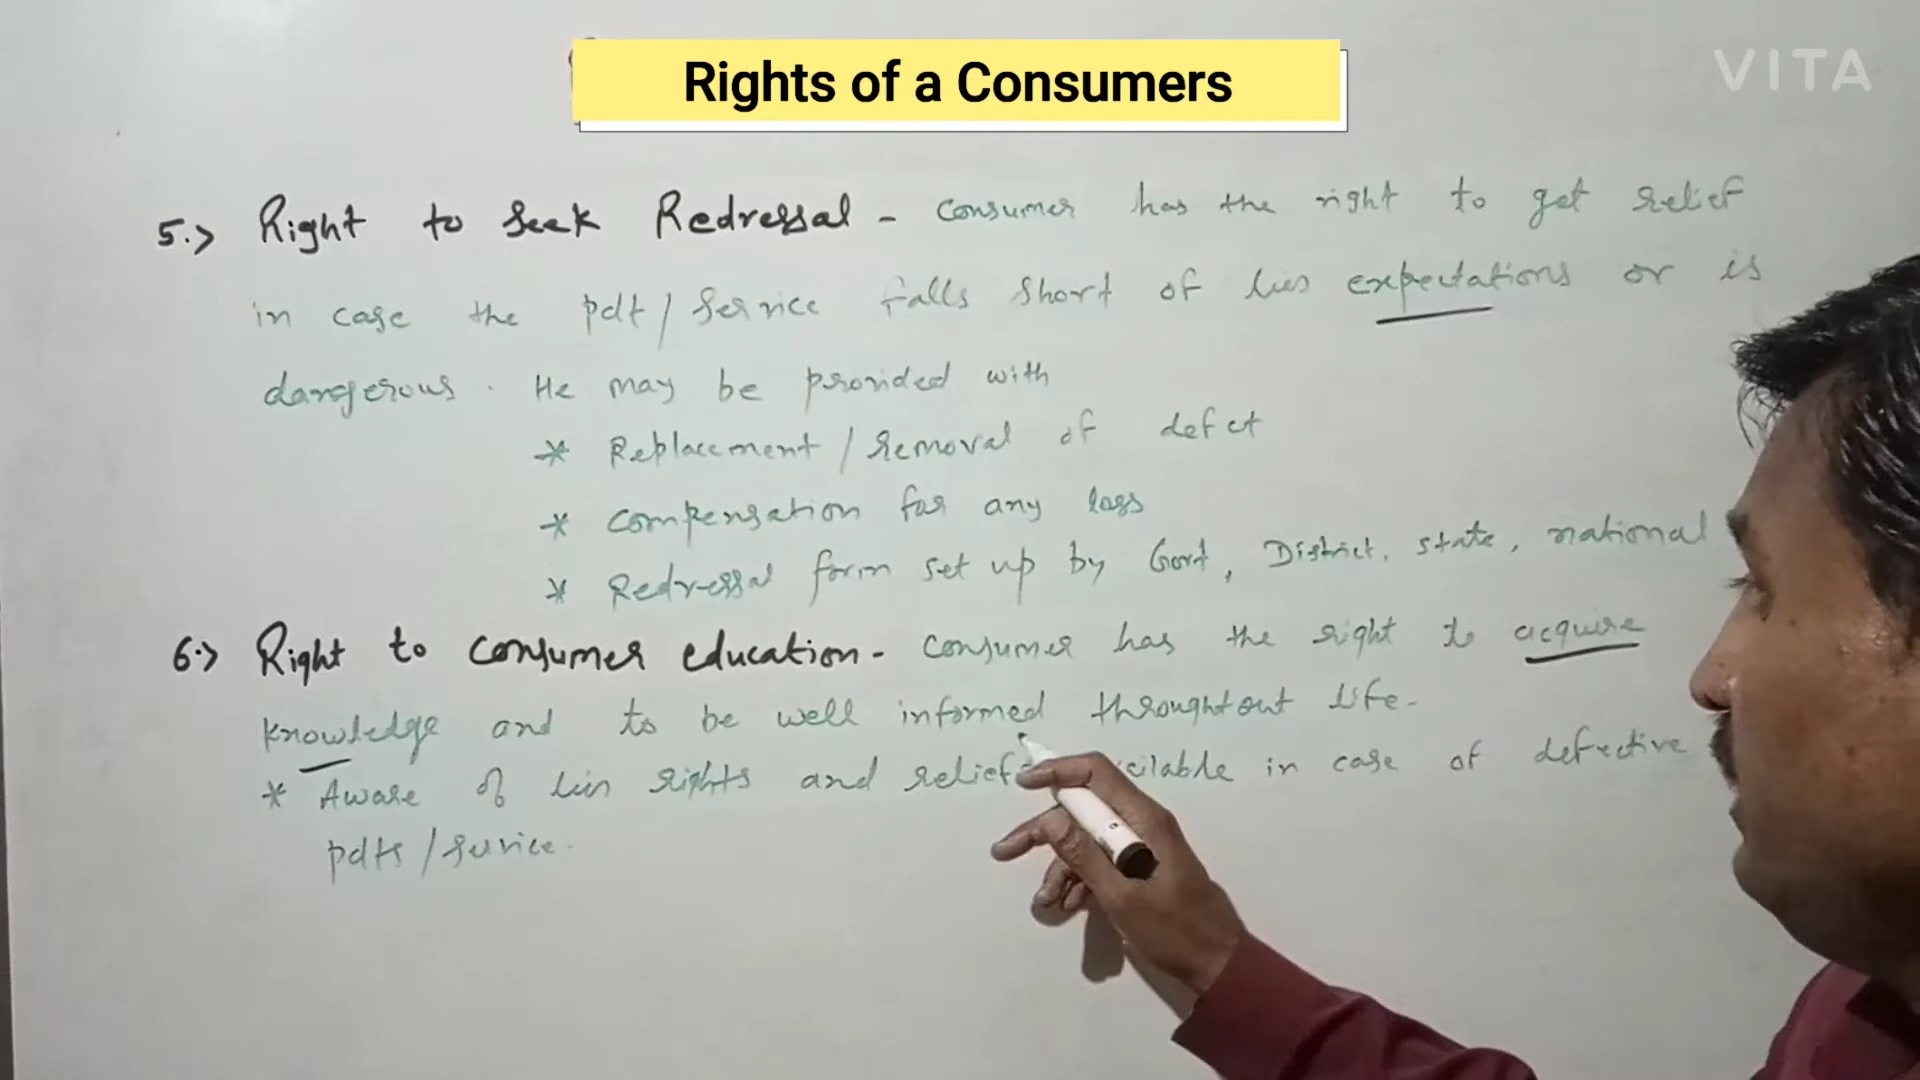 Rights of a Consumers
VITA
5.> Right to seek Redressal - Consumer has the right to get relief
in case the pdt/service falls short of his expectations or is
dangerous. He may be provided with
* Replacement/removal of defect
* compensation for any loss
* Redressal form set up by Govt, District, state, national
6.> Right to consumer education - Consumer has the right to acquire
knowledge and to be well informed throughtout life.
* Aware of his rights and reliefs in case of defective
pdts/service.